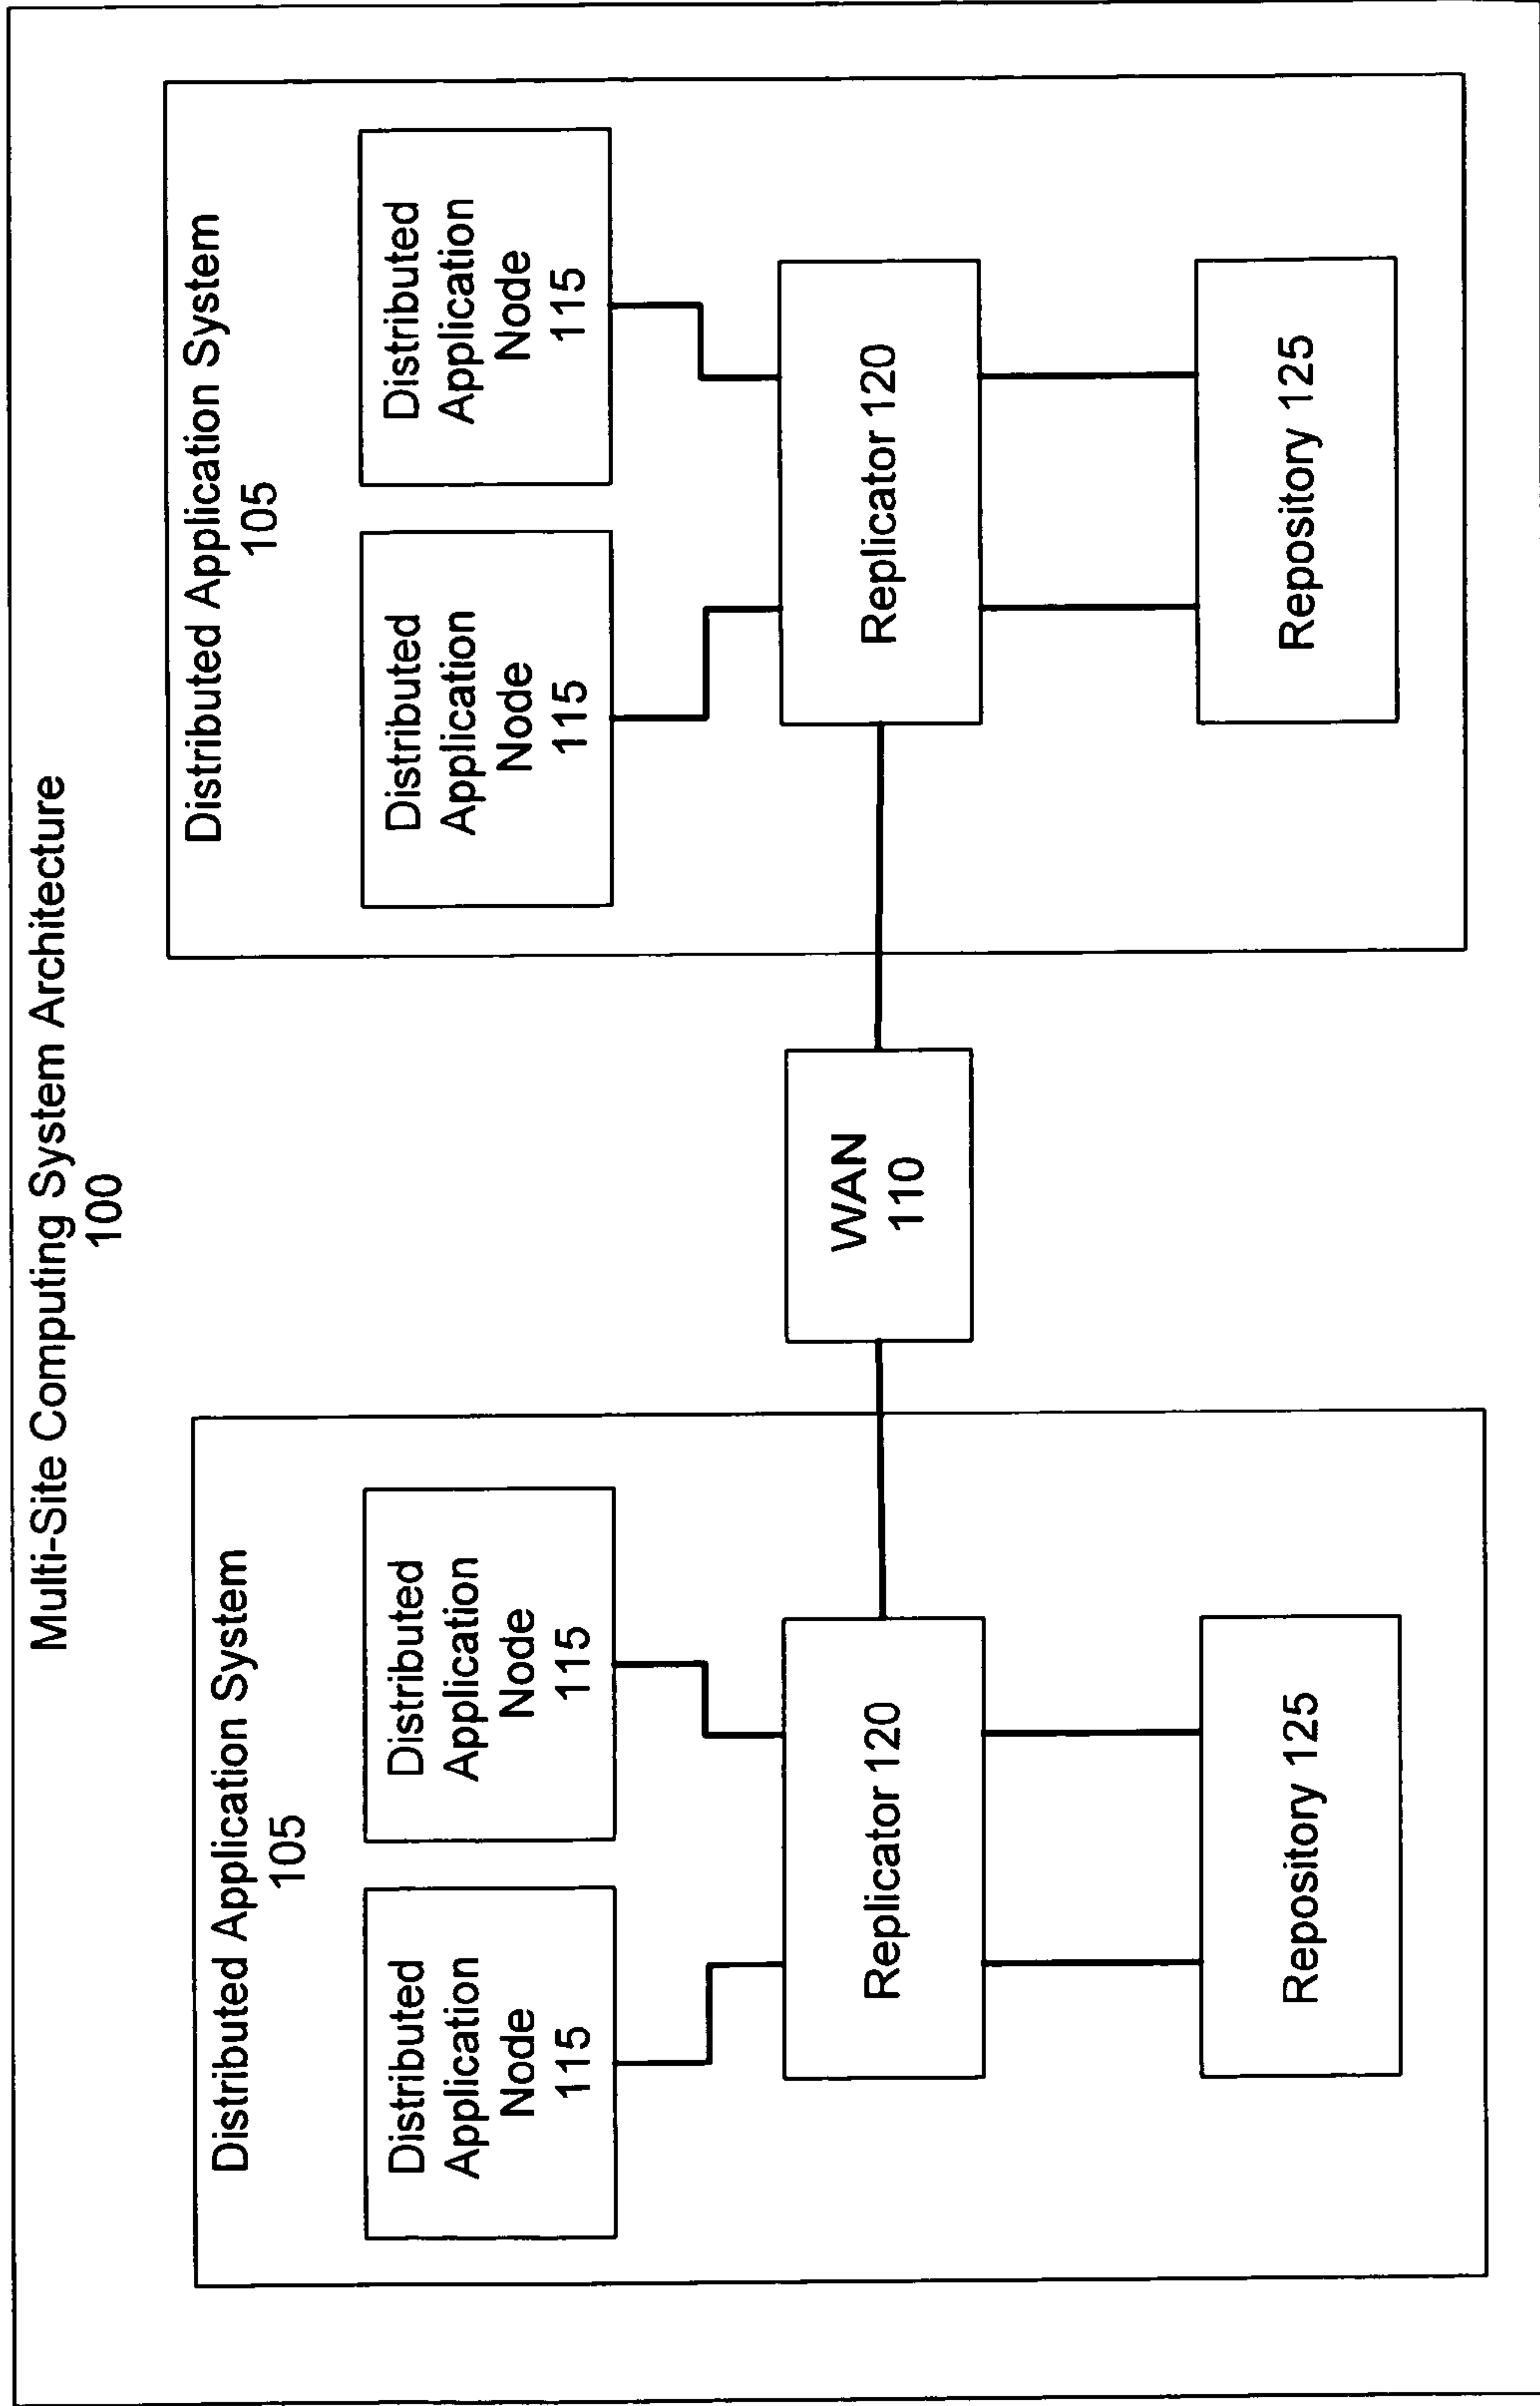 Multi-Site Computing System Architecture
100
Distributed Application System
105
Distributed
Application
Node
115
Distributed
Application
Node
115
Replicator 120
Repository 125
WAN
110
Distributed Application System
105
Distributed
Application
Node
115
Distributed
Application
Node
115
Replicator 120
Repository 125